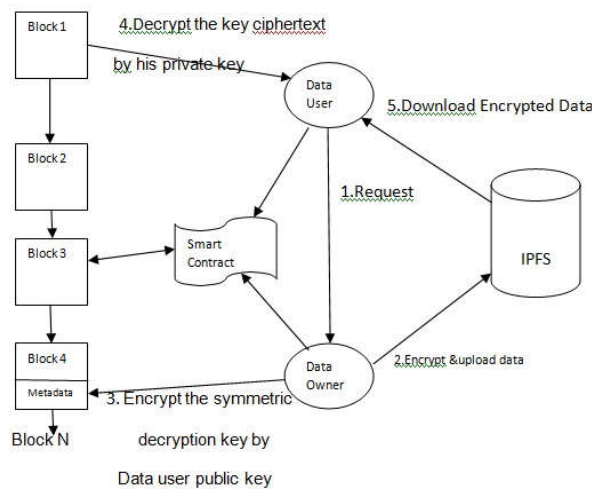 Block 1
4.Decrypt the key ciphertext
by his private key
Data
User
5.Download Encrypted Data
Block 2
1.Request
Block 3
Smart
Contract
IPFS
Block 4
Metadata
Data
Owner
2.Encrypt &upload data
3. Encrypt the symmetric
decryption key by
Data user public key
Block N